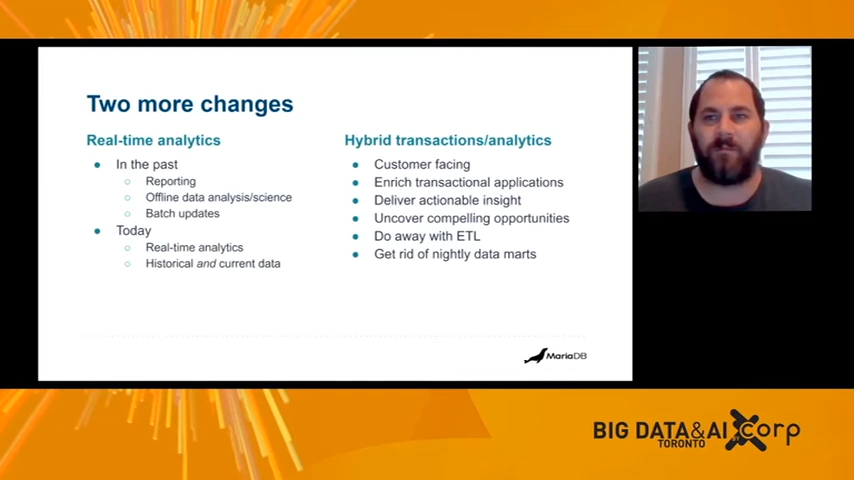 Two more changes
Real-time analytics
In the past
Reporting
Offline data analysis/science
Batch updates
Today
Real-time analytics
Historical and current data
Hybrid transactions/analytics
Customer facing
Enrich transactional applications
Deliver actionable insight
Uncover compelling opportunities
Do away with ETL
Get rid of nightly data marts
MariaDB
BIG DATA&AI
TORONTO
corp